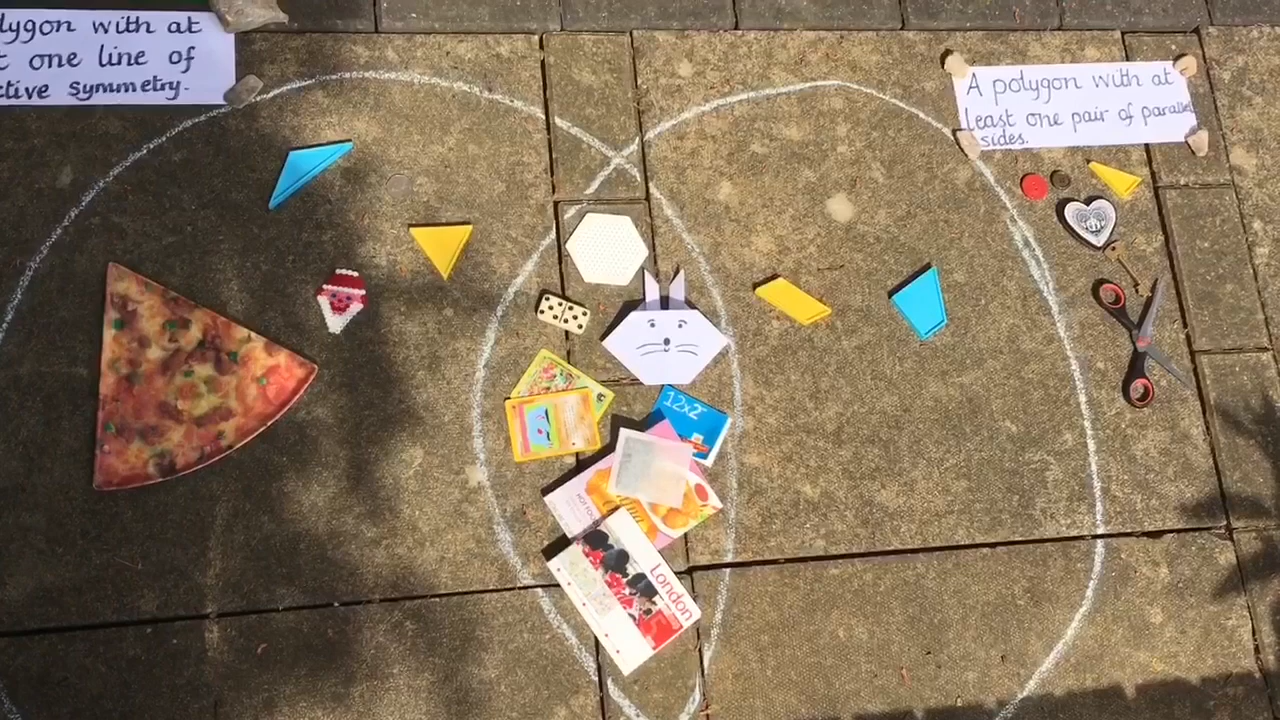 lygon with at
t one line of
ctive Symmetry.
A polygon with at
least one pair of parallel
sides.
12x2
London